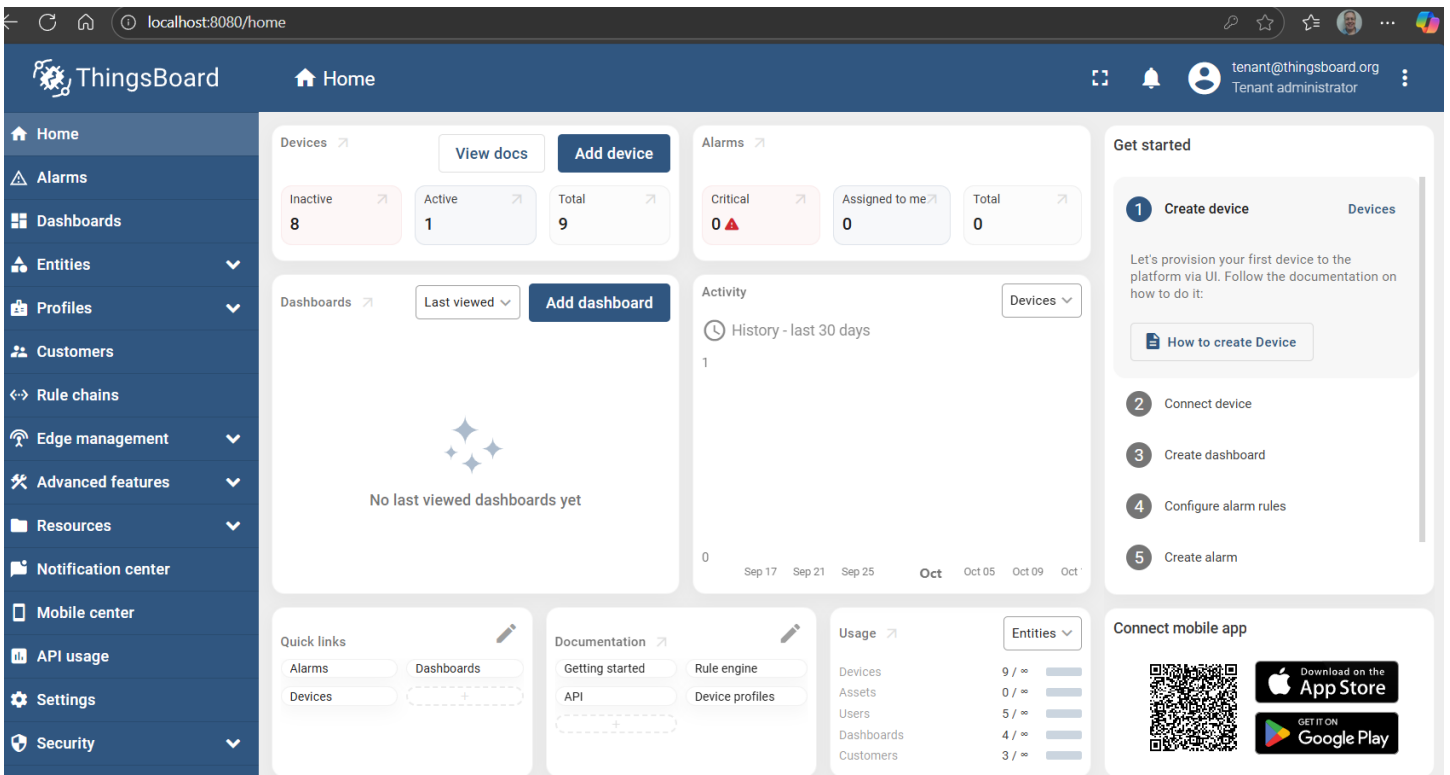 localhost:8080/home
ThingsBoard
Home
tenant@thingsboard.org
Tenant administrator
Home
Alarms
Dashboards
Entities
Profiles
Customers
Rule chains
Edge management
Advanced features
Resources
Notification center
Mobile center
API usage
Settings
Security
Devices
View docs
Add device
Inactive
8
Active
1
Total
9
Alarms
Critical
0
Assigned to me
0
Total
0
Dashboards
Last viewed
Add dashboard
No last viewed dashboards yet
Activity
Devices
History - last 30 days
1
0
Sep 17 Sep 21 Sep 25 Oct Oct 05 Oct 09 Oct
Get started
1 Create device Devices
Let's provision your first device to the
platform via UI. Follow the documentation on
how to do it:
How to create Device
2 Connect device
3 Create dashboard
4 Configure alarm rules
5 Create alarm
Quick links
Alarms Dashboards
Devices +
Documentation
Getting started Rule engine
API Device profiles
+
Usage
Entities
Devices 9 / ∞
Assets 0 / ∞
Users 5 / ∞
Dashboards 4 / ∞
Customers 3 / ∞
Connect mobile app
Download on the
App Store
GET IT ON
Google Play